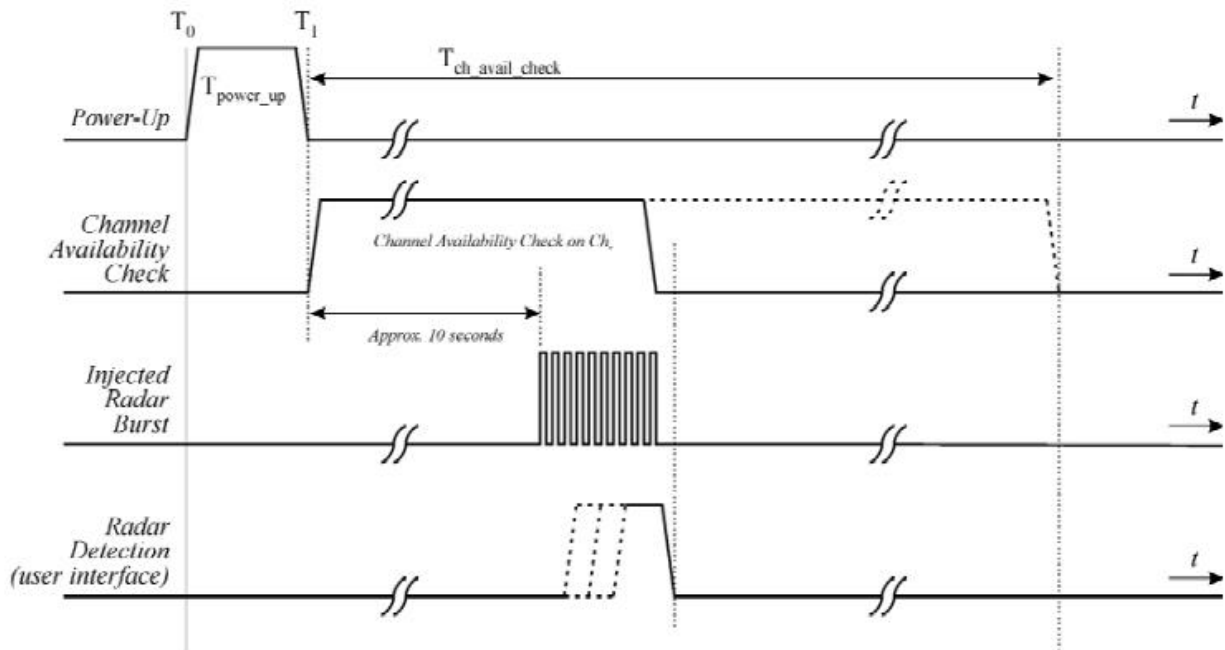 T0 T1
Tch_avail_check
Tpower_up
Power-Up
t
Channel
Availability
Check
Channel Availability Check on Chr
t
Approx. 10 seconds
Injected
Radar
Burst
t
Radar
Detection
(user interface)
t